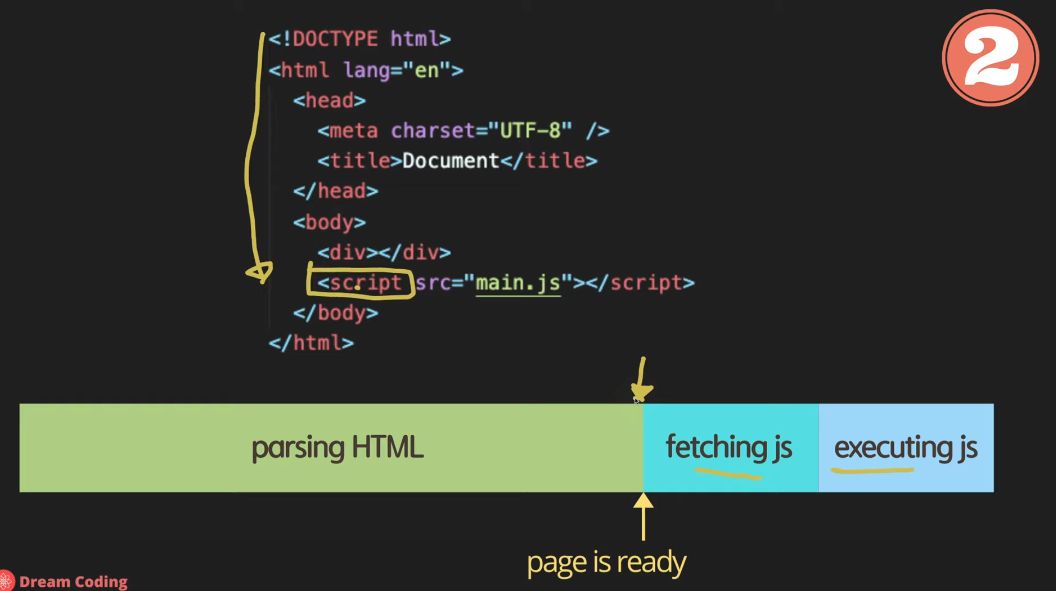 2
<!DOCTYPE html>
<html lang="en">
<head>
<meta charset="UTF-8" />
<title>Document</title>
</head>
<body>
<div></div>
<script src="main.js"></script>
</body>
</html>
parsing HTML
fetching js
executing js
page is ready
Dream Coding